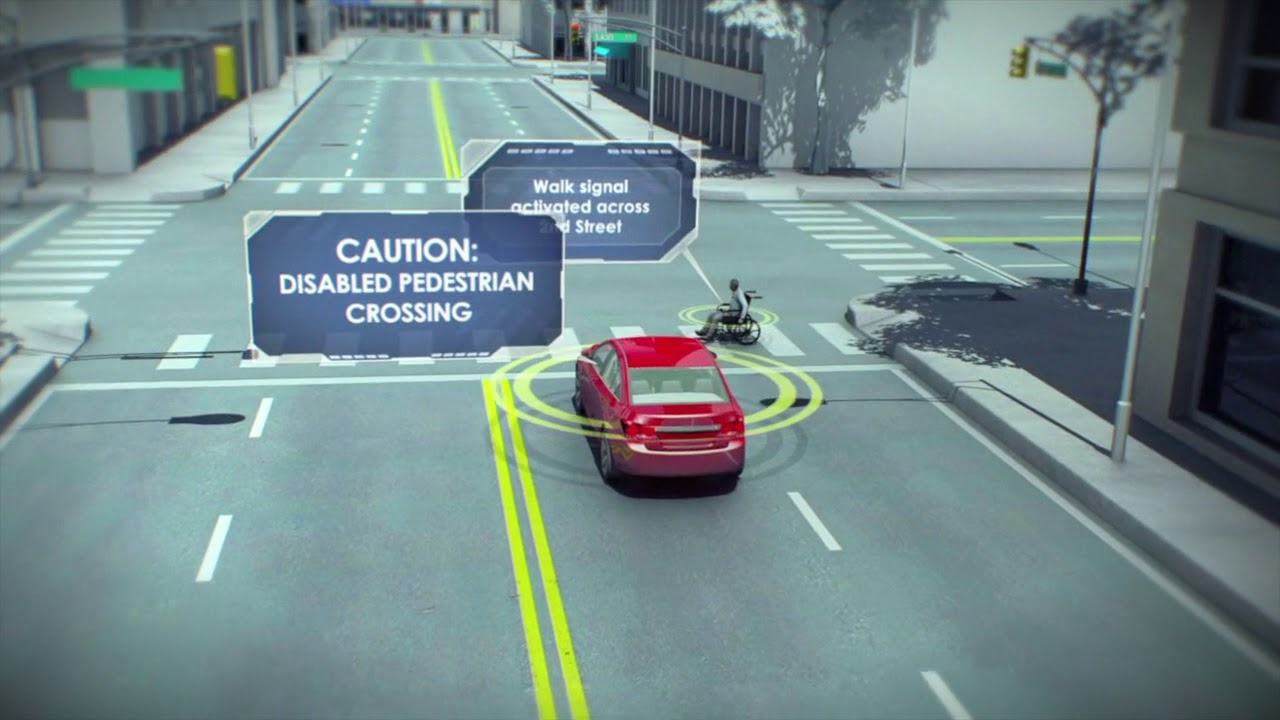 Walk signal
activated across
2nd Street
CAUTION:
DISABLED PEDESTRIAN
CROSSING